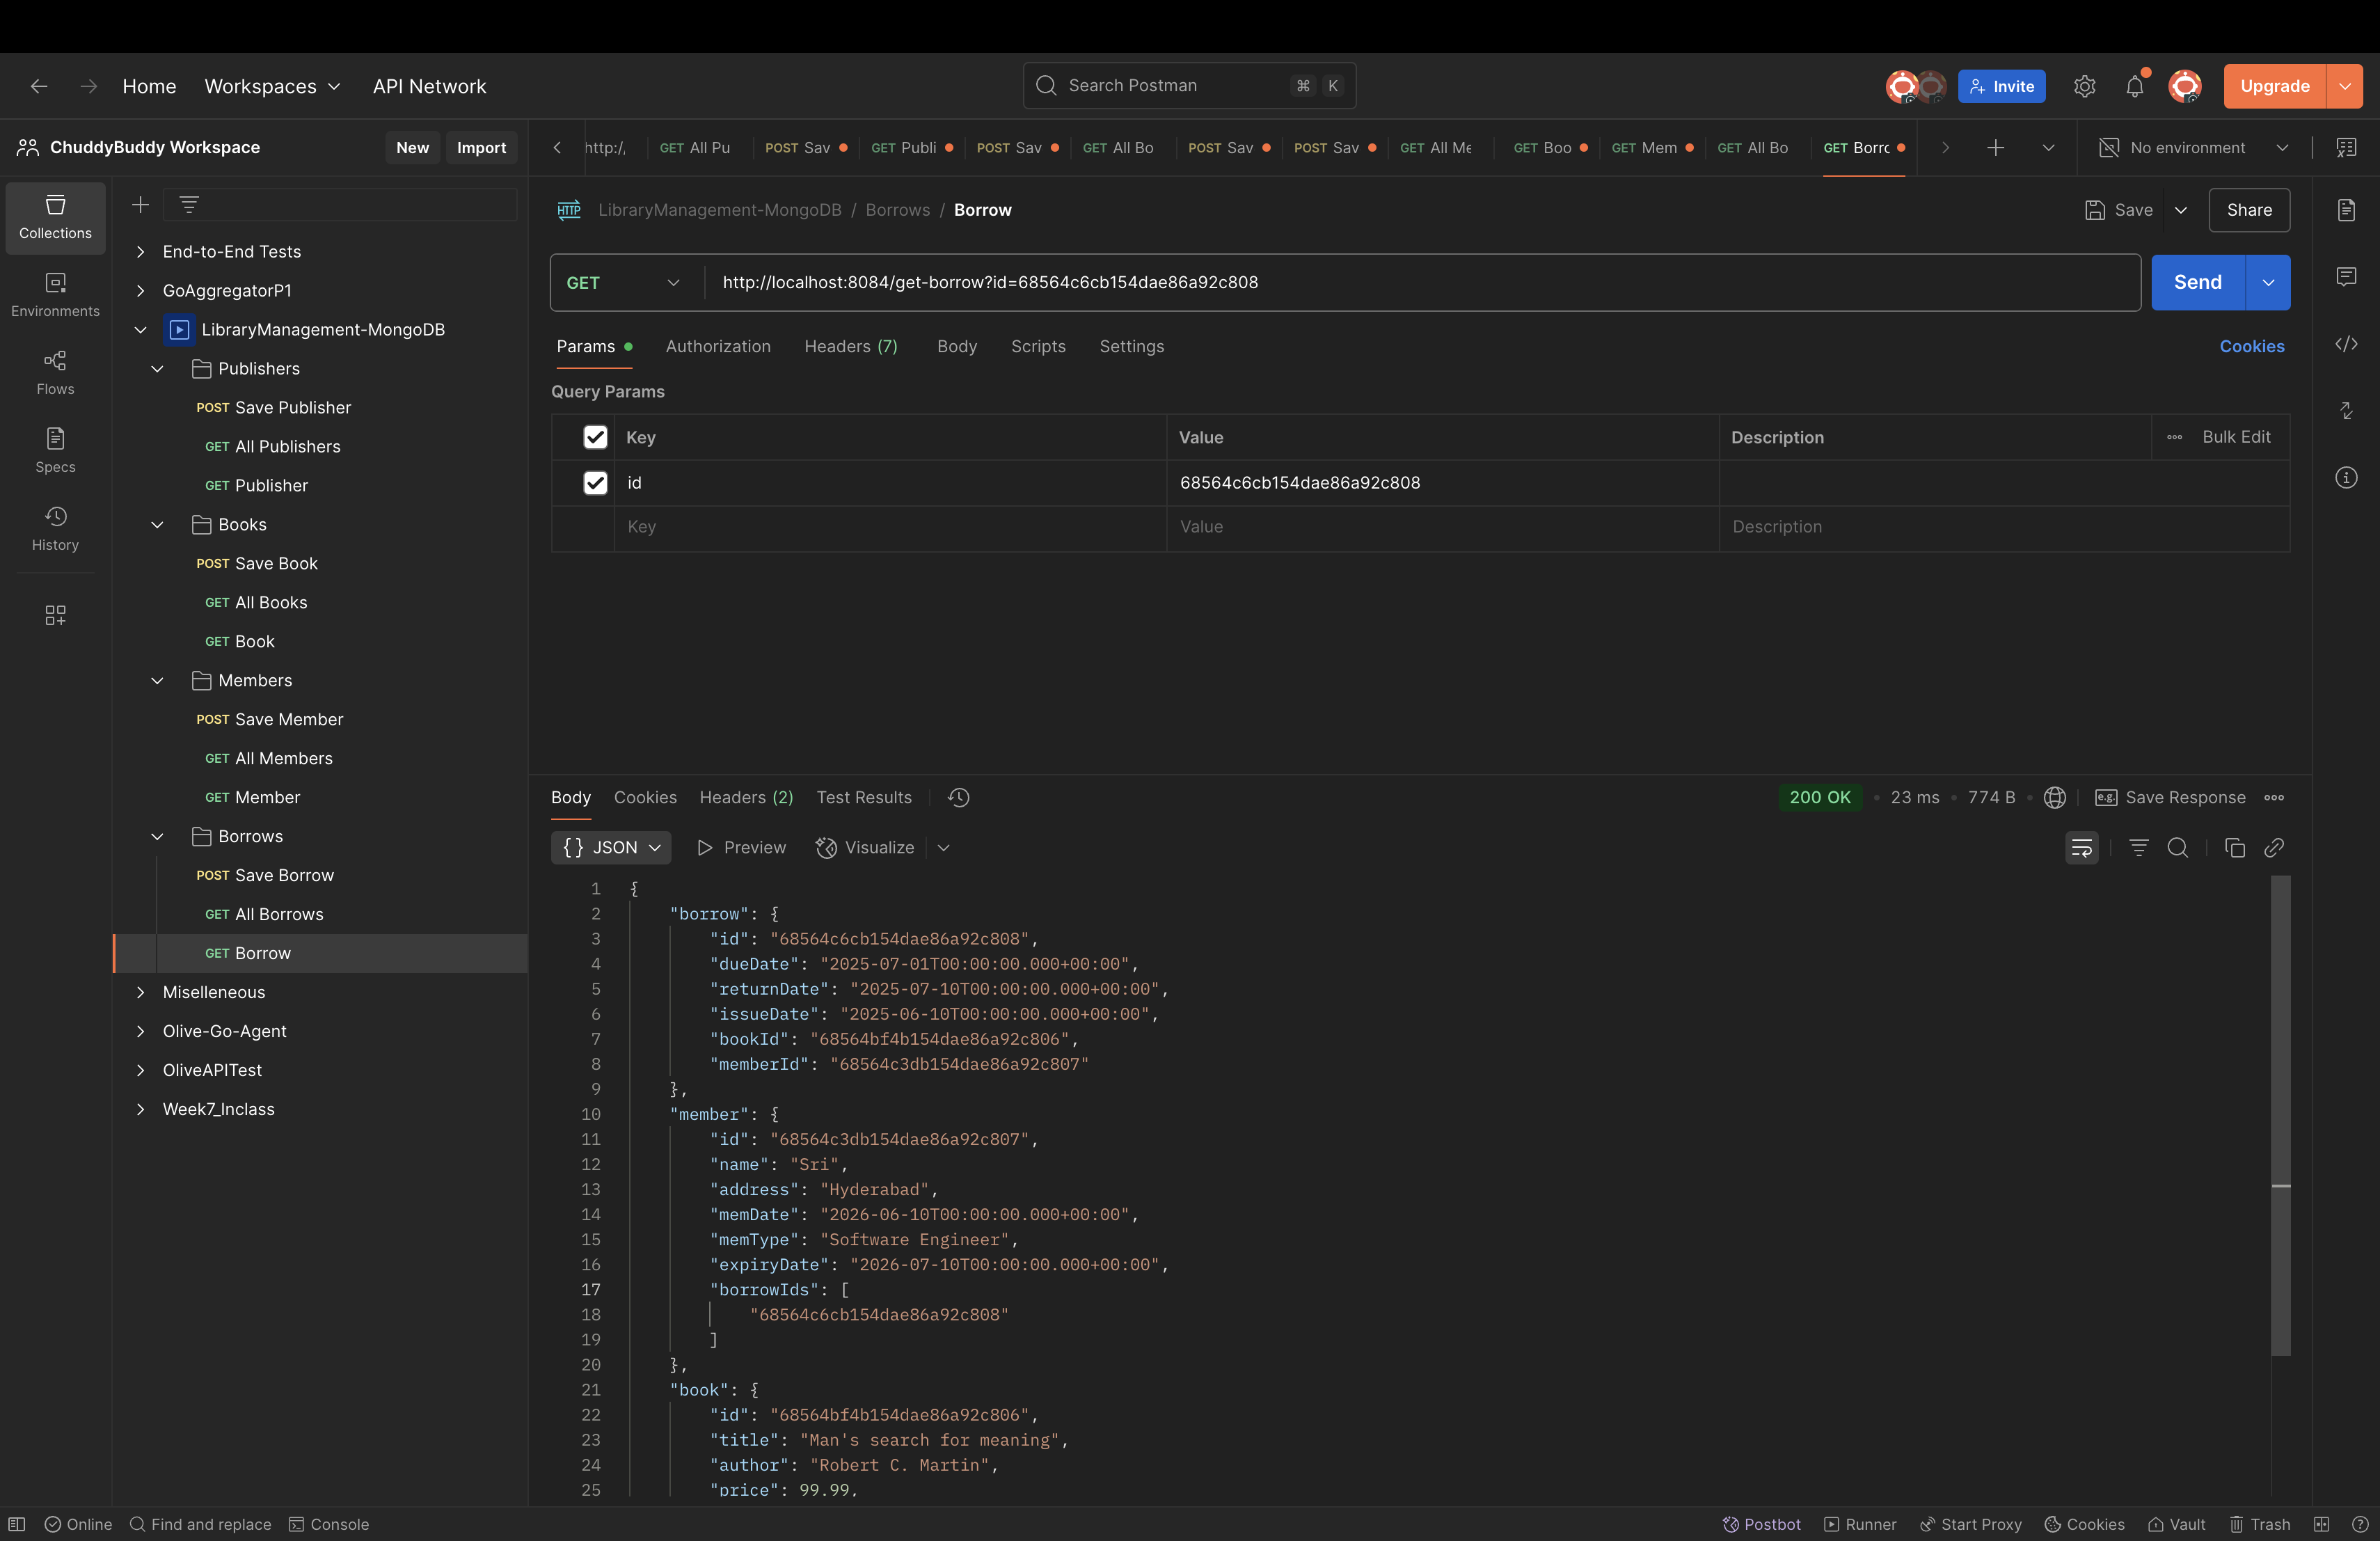 Home Workspaces API Network
Search Postman ⌘ K
Invite
Upgrade
ChuddyBuddy Workspace New Import
http:/, GET All Pu POST Sav GET Publi POST Sav GET All Bo POST Sav POST Sav GET All Me GET Boo GET Mem GET All Bo GET Borrc No environment
Collections
Environments
Flows
Specs
History
End-to-End Tests
GoAggregatorP1
LibraryManagement-MongoDB
Publishers
POST Save Publisher
GET All Publishers
GET Publisher
Books
POST Save Book
GET All Books
GET Book
Members
POST Save Member
GET All Members
GET Member
Borrows
POST Save Borrow
GET All Borrows
GET Borrow
Miselleneous
Olive-Go-Agent
OliveAPITest
Week7_Inclass
HTTP LibraryManagement-MongoDB / Borrows / Borrow
Save Share
GET http://localhost:8084/get-borrow?id=68564c6cb154dae86a92c808 Send
Params Authorization Headers (7) Body Scripts Settings Cookies
Query Params
Key Value Description Bulk Edit
id 68564c6cb154dae86a92c808
Key Value Description
Body Cookies Headers (2) Test Results 200 OK • 23 ms • 774 B • e.g. Save Response
{} JSON Preview Visualize
1 {
2 "borrow": {
3 "id": "68564c6cb154dae86a92c808",
4 "dueDate": "2025-07-01T00:00:00.000+00:00",
5 "returnDate": "2025-07-10T00:00:00.000+00:00",
6 "issueDate": "2025-06-10T00:00:00.000+00:00",
7 "bookId": "68564bf4b154dae86a92c806",
8 "memberId": "68564c3db154dae86a92c807"
9 },
10 "member": {
11 "id": "68564c3db154dae86a92c807",
12 "name": "Sri",
13 "address": "Hyderabad",
14 "memDate": "2026-06-10T00:00:00.000+00:00",
15 "memType": "Software Engineer",
16 "expiryDate": "2026-07-10T00:00:00.000+00:00",
17 "borrowIds": [
18 "68564c6cb154dae86a92c808"
19 ]
20 },
21 "book": {
22 "id": "68564bf4b154dae86a92c806",
23 "title": "Man's search for meaning",
24 "author": "Robert C. Martin",
25 "price": 99.99,
Online Find and replace Console
Postbot Runner Start Proxy Cookies Vault Trash